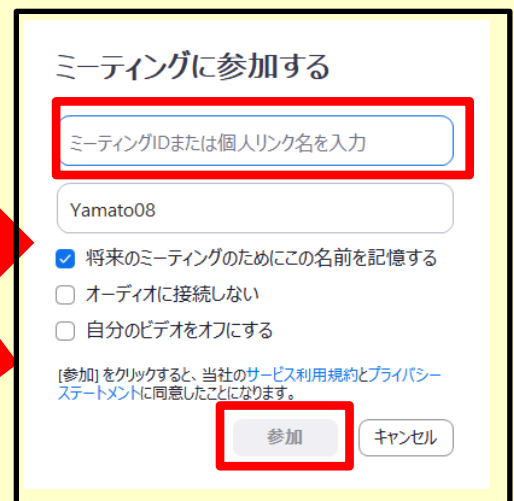 ミーティングに参加する
ミーティングIDまたは個人リンク名を入力
Yamato08
将来のミーティングのためにこの名前を記憶する
オーディオに接続しない
自分のビデオをオフにする
[参加] をクリックすると、当社のサービス利用規約とプライバシー
ステートメントに同意したことになります。
参加 キャンセル